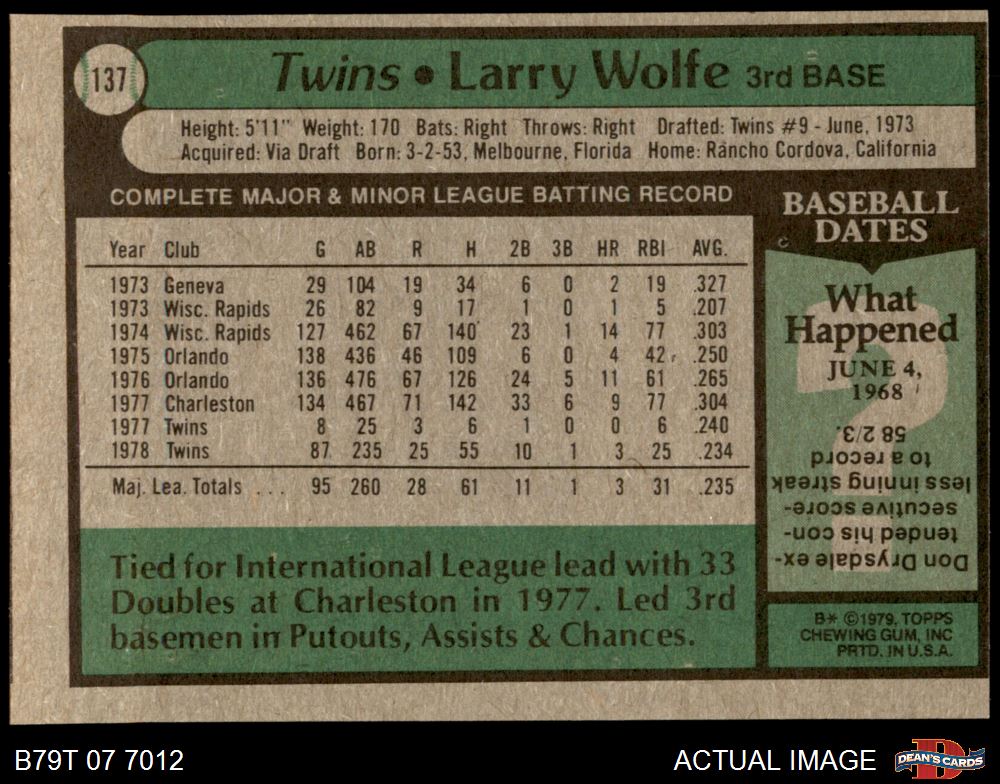 137
Twins • Larry Wolfe 3rd BASE
Height: 5'11" Weight: 170 Bats: Right Throws: Right Drafted: Twins #9 - June, 1973
Acquired: Via Draft Born: 3-2-53, Melbourne, Florida Home: Rancho Cordova, California
COMPLETE MAJOR & MINOR LEAGUE BATTING RECORD
Year Club G AB R H 2B 3B HR RBI AVG.
1973 Geneva 29 104 19 34 6 0 2 19 .327
1973 Wisc. Rapids 26 82 9 17 1 0 1 5 .207
1974 Wisc. Rapids 127 462 67 140 23 1 14 77 .303
1975 Orlando 138 436 46 109 6 0 4 42 .250
1976 Orlando 136 476 67 126 24 5 11 61 .265
1977 Charleston 134 467 71 142 33 6 9 77 .304
1977 Twins 8 25 3 6 1 0 0 6 .240
1978 Twins 87 235 25 55 10 1 3 25 .234
Maj. Lea. Totals ... 95 260 28 61 11 1 3 31 .235
Tied for International League lead with 33
Doubles at Charleston in 1977. Led 3rd
basemen in Putouts, Assists & Chances.
BASEBALL
DATES
What
Happened
JUNE 4,
1968
?
Don Drysdale ex-
tended his con-
secutive score-
less inning streak
to a record
58 2/3.
B* ©1979, TOPPS
CHEWING GUM, INC
PRTD. IN U.S.A.
B79T 07 7012
ACTUAL IMAGE
DEAN'S CARDS